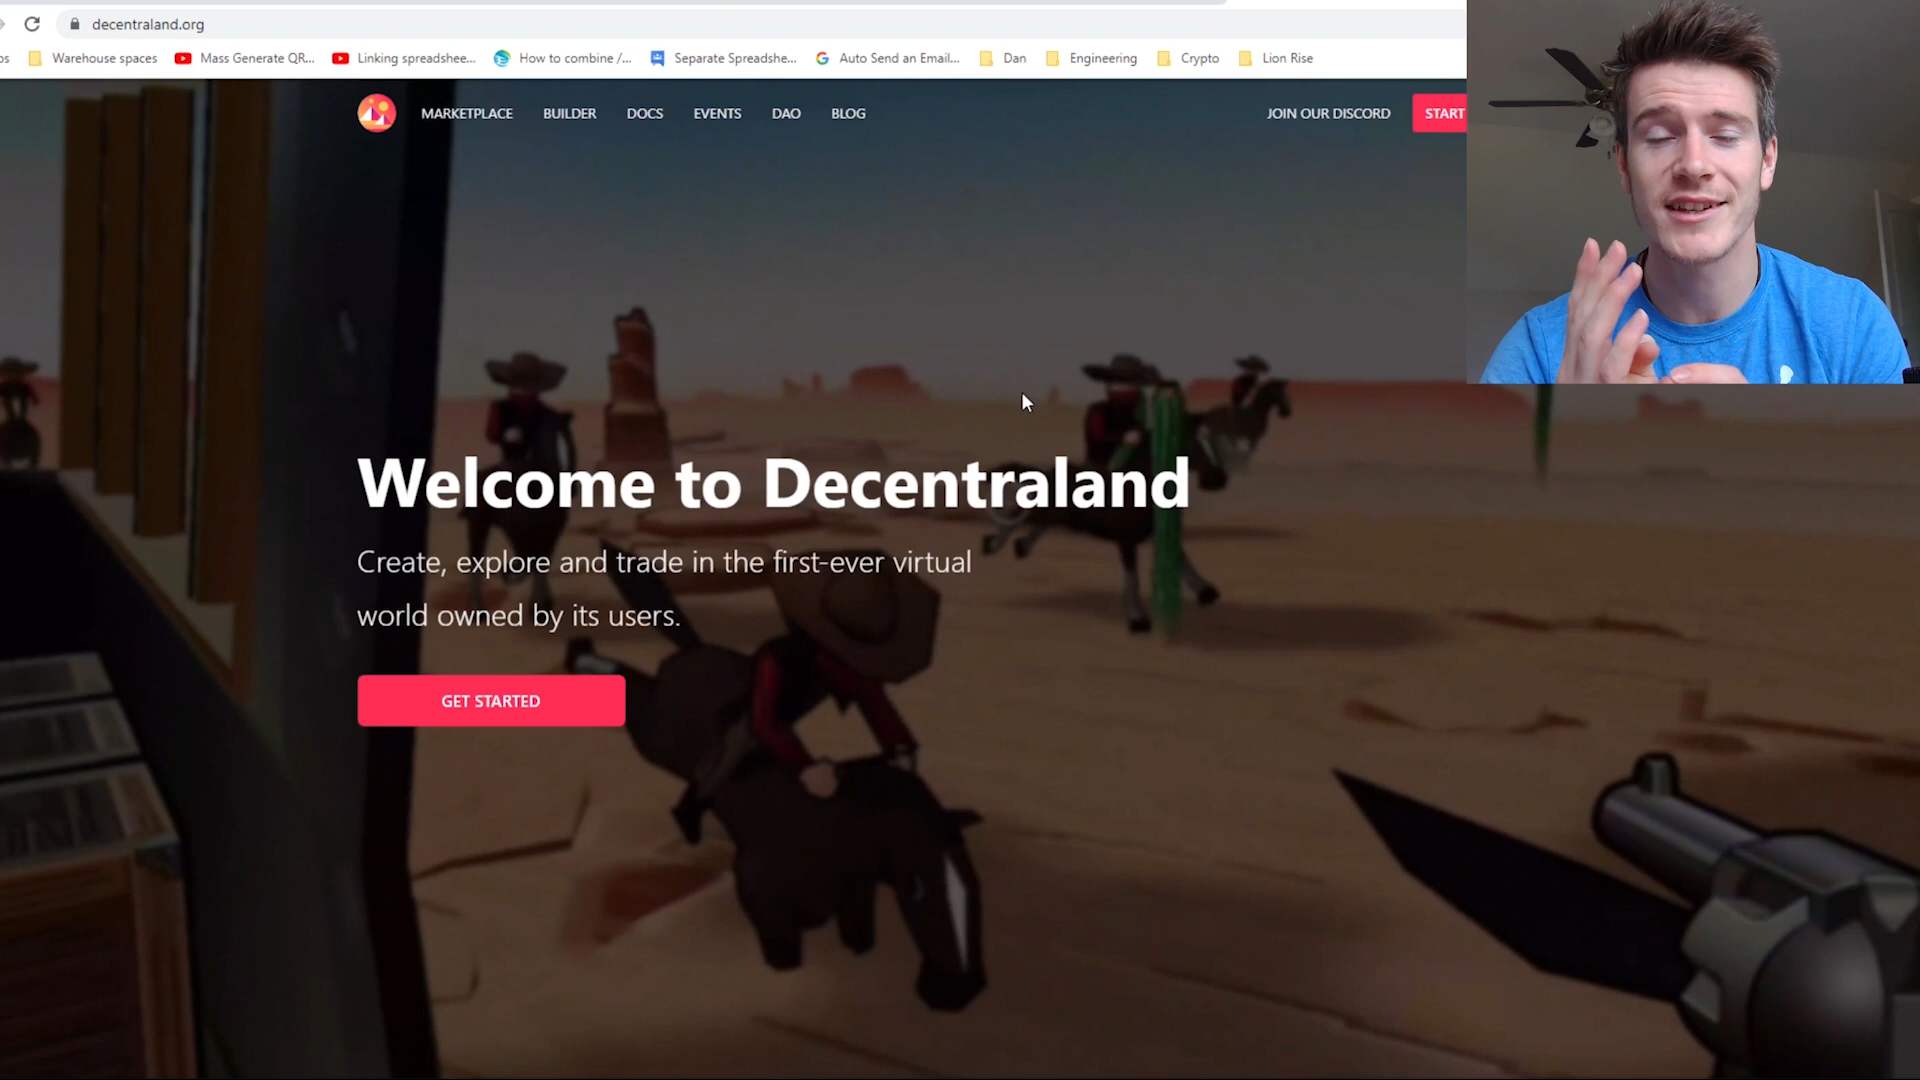 decentraland.org
Warehouse spaces Mass Generate QR... Linking spreadshee... How to combine /... Separate Spreadshe... Auto Send an Email... Dan Engineering Crypto Lion Rise
MARKETPLACE BUILDER DOCS EVENTS DAO BLOG JOIN OUR DISCORD START
Welcome to Decentraland
Create, explore and trade in the first-ever virtual
world owned by its users.
GET STARTED